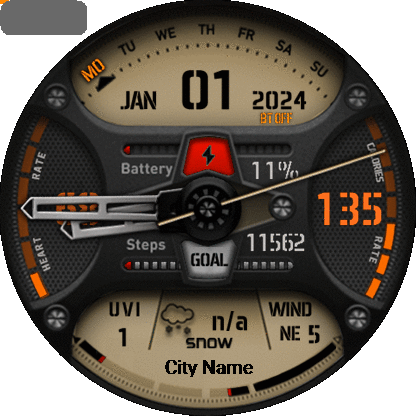 MO TU WE TH FR SA SU
JAN 01 2024
Battery 11%
RATE
CALORIES
135
HEART
RATE
Steps 11562
GOAL
UVI 1
n/a
SNOW
WIND
NE 5
City Name